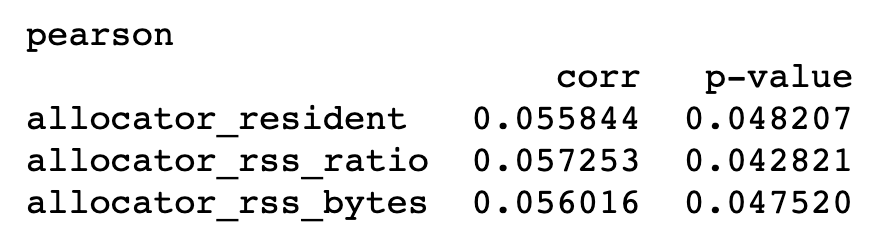 pearson
corr p-value
allocator_resident 0.055844 0.048207
allocator_rss_ratio 0.057253 0.042821
allocator_rss_bytes 0.056016 0.047520